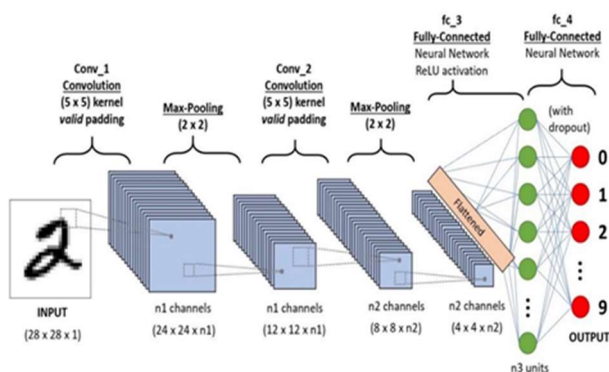 fc_3
Fully-Connected
Neural Network
ReLU activation
fc_4
Fully-Connected
Neural Network
Conv_1
Convolution
(5 x 5) kernel
valid padding
Max-Pooling
(2 x 2)
Conv_2
Convolution
(5 x 5) kernel
valid padding
Max-Pooling
(2 x 2)
(with
dropout)
Flattened
2
0
1
2
9
INPUT
(28 x 28 x 1)
n1 channels
(24 x 24 x n1)
n1 channels
(12 x 12 x n1)
n2 channels
(8 x 8 x n2)
n2 channels
(4 x 4 x n2)
OUTPUT
n3 units